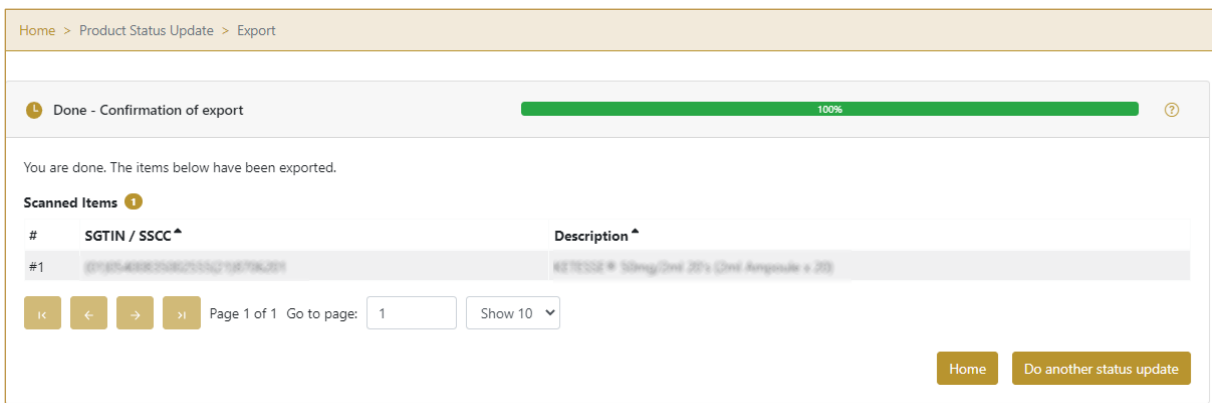 Home > Product Status Update > Export
Done - Confirmation of export 100%
You are done. The items below have been exported.
Scanned Items 1
# SGTIN / SSCC Description
#1
Page 1 of 1 Go to page: 1 Show 10
Home Do another status update